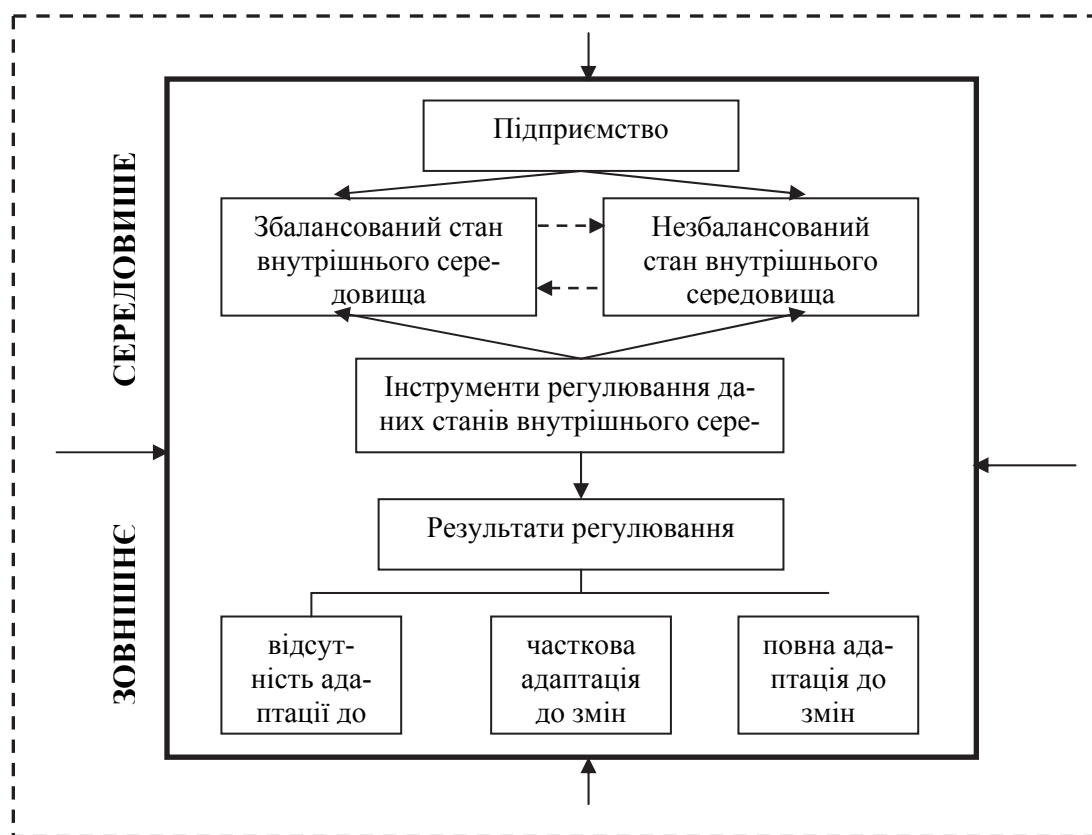 Підприємство
Збалансований стан
внутрішнього сере-
довища
Незбалансований
стан внутрішнього
середовища
Інструменти регулювання да-
них станів внутрішнього сере-
Результати регулювання
відсут-
ність ада-
птації до
часткова
адаптація
до змін
повна ада-
птація до
змін
ЗОВНІШНЄ
СЕРЕДОВИЩЕ